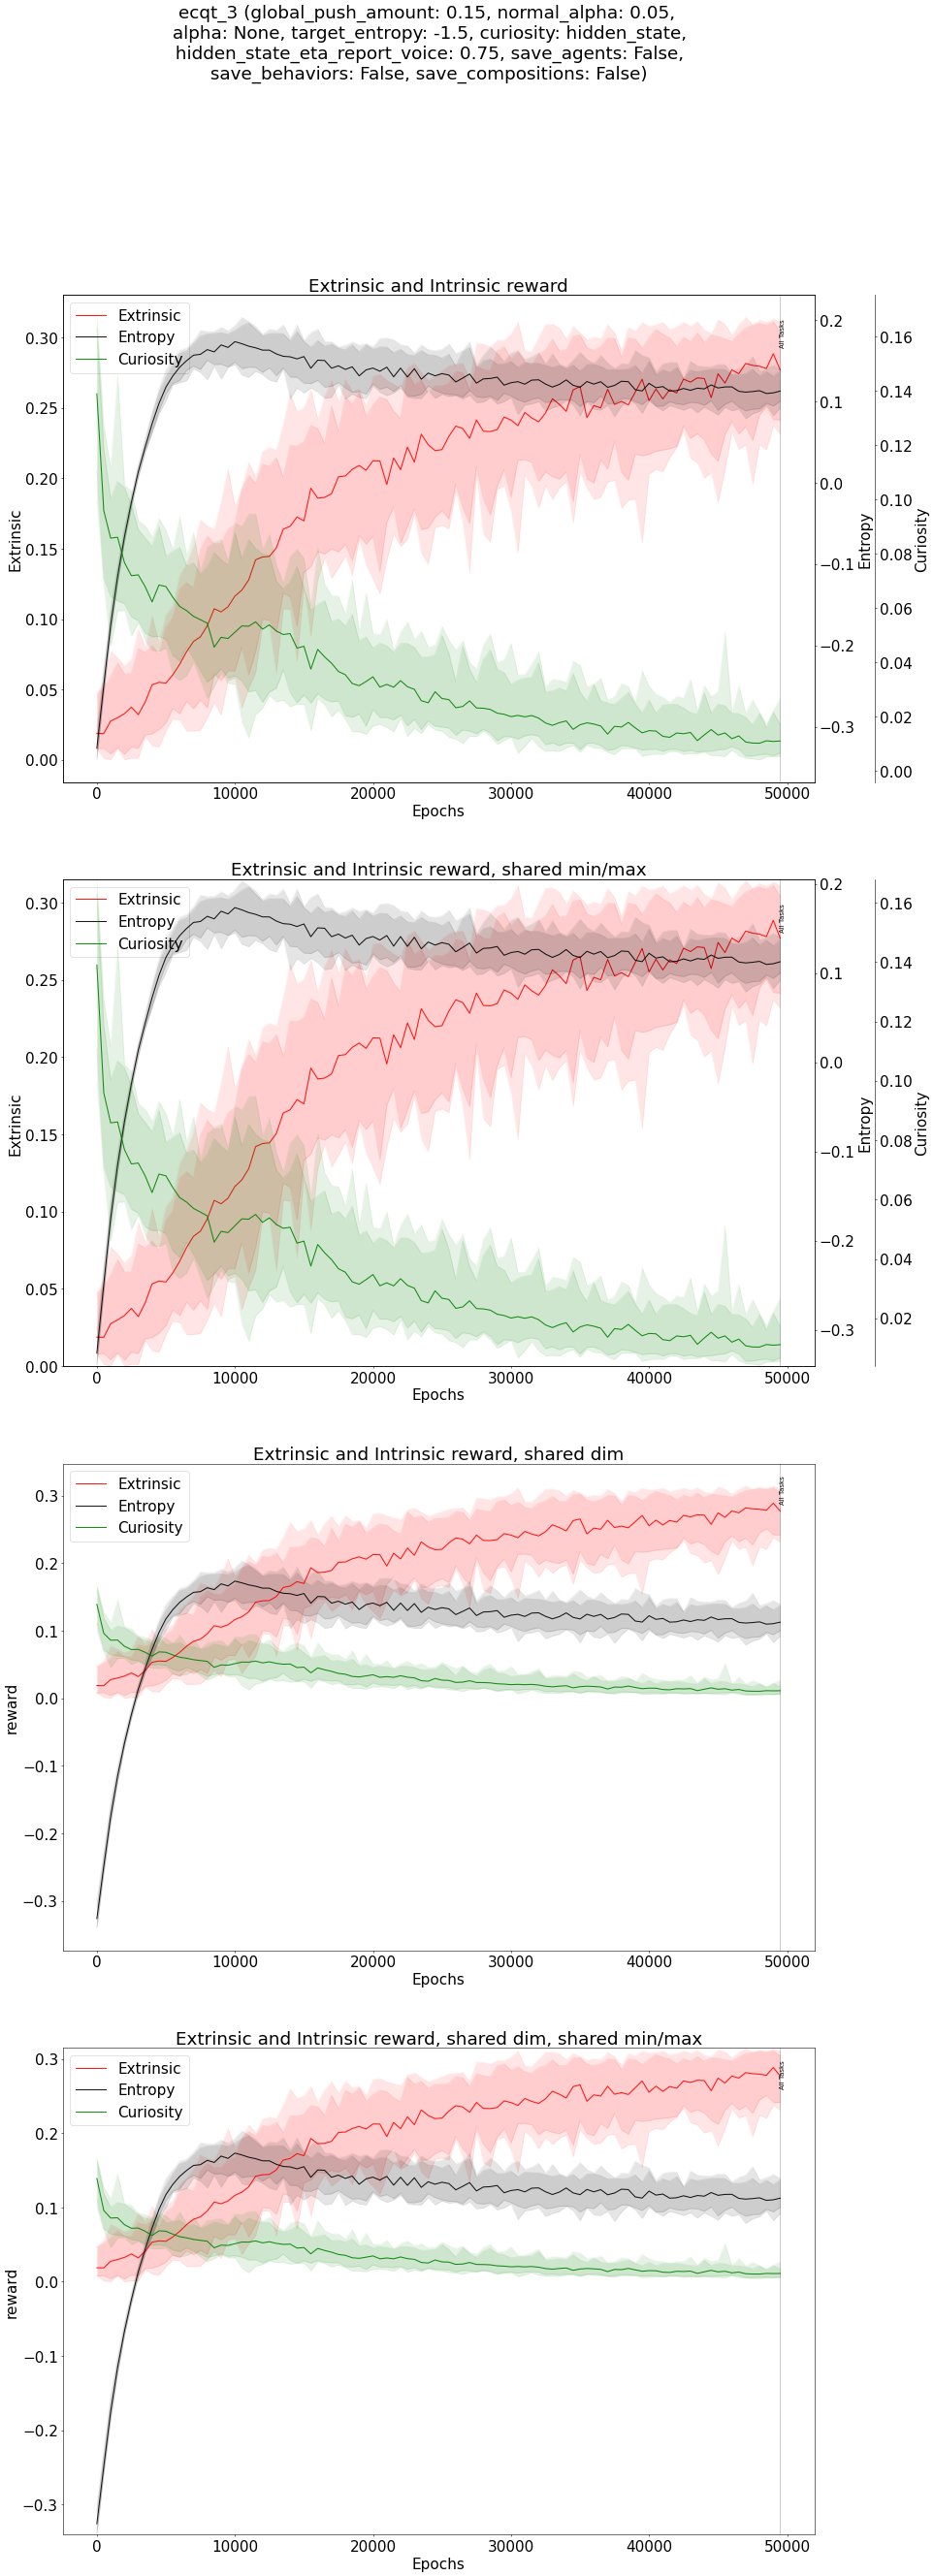 ecqt_3 (global_push_amount: 0.15, normal_alpha: 0.05,
alpha: None, target_entropy: -1.5, curiosity: hidden_state,
hidden_state_eta_report_voice: 0.75, save_agents: False,
save_behaviors: False, save_compositions: False)
Extrinsic and Intrinsic reward
Extrinsic
Entropy
Curiosity
All Tasks
0.30
0.25
0.20
0.15
0.10
0.05
0.00
Extrinsic
0.2
0.1
0.0
−0.1
−0.2
−0.3
Entropy
0.16
0.14
0.12
0.10
0.08
0.06
0.04
0.02
0.00
Curiosity
0 10000 20000 30000 40000 50000
Epochs
Extrinsic and Intrinsic reward, shared min/max
Extrinsic
Entropy
Curiosity
All Tasks
0.30
0.25
0.20
0.15
0.10
0.05
0.00
Extrinsic
0.2
0.1
0.0
−0.1
−0.2
−0.3
Entropy
0.16
0.14
0.12
0.10
0.08
0.06
0.04
0.02
Curiosity
0 10000 20000 30000 40000 50000
Epochs
Extrinsic and Intrinsic reward, shared dim
Extrinsic
Entropy
Curiosity
All Tasks
0.3
0.2
0.1
0.0
−0.1
−0.2
−0.3
reward
0 10000 20000 30000 40000 50000
Epochs
Extrinsic and Intrinsic reward, shared dim, shared min/max
Extrinsic
Entropy
Curiosity
All Tasks
0.3
0.2
0.1
0.0
−0.1
−0.2
−0.3
reward
0 10000 20000 30000 40000 50000
Epochs